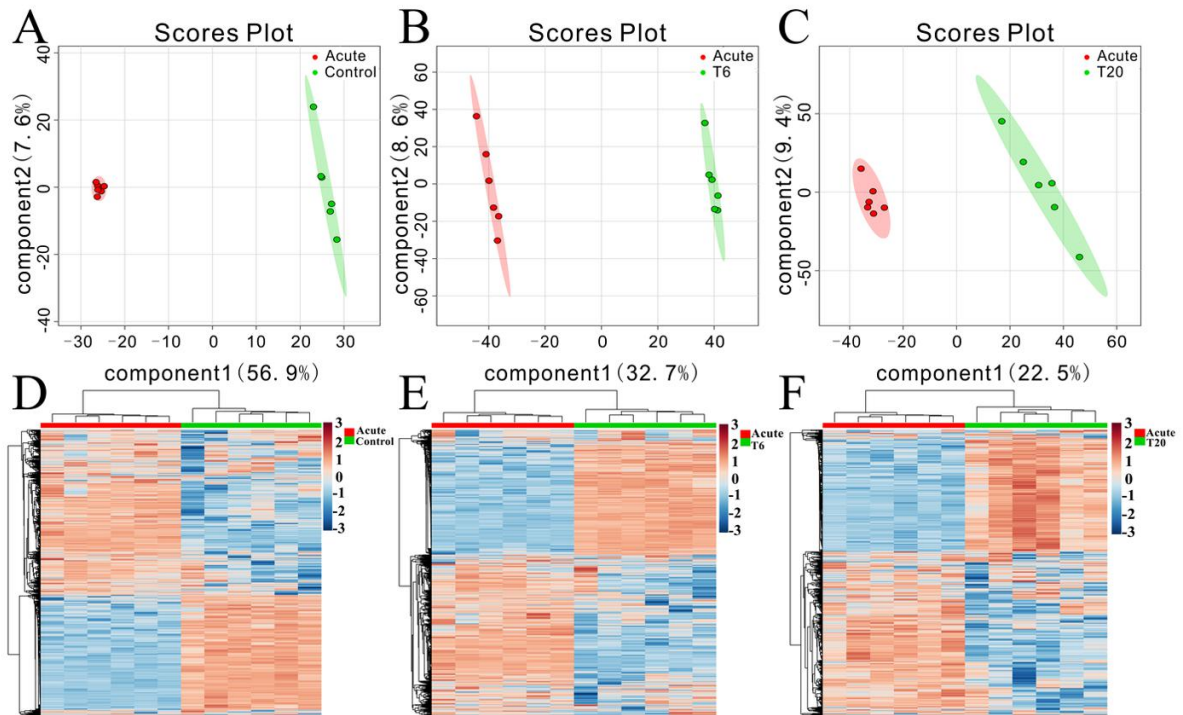 A
Scores Plot
Acute
Control
component2 (7. 6%)
40
20
0
-20
-40
-30
-20
-10
0
10
20
30
component1 (56. 9%)
B
Scores Plot
Acute
T6
component2 (8. 6%)
60
40
20
0
-20
-40
-60
-40
-20
0
20
40
component1 (32. 7%)
C
Scores Plot
Acute
T20
component2 (9. 4%)
50
0
-50
-40
-20
0
20
40
60
component1 (22. 5%)
D
3
2
1
0
-1
-2
-3
Acute
Control
E
3
2
1
0
-1
-2
-3
Acute
T6
F
3
2
1
0
-1
-2
-3
Acute
T20